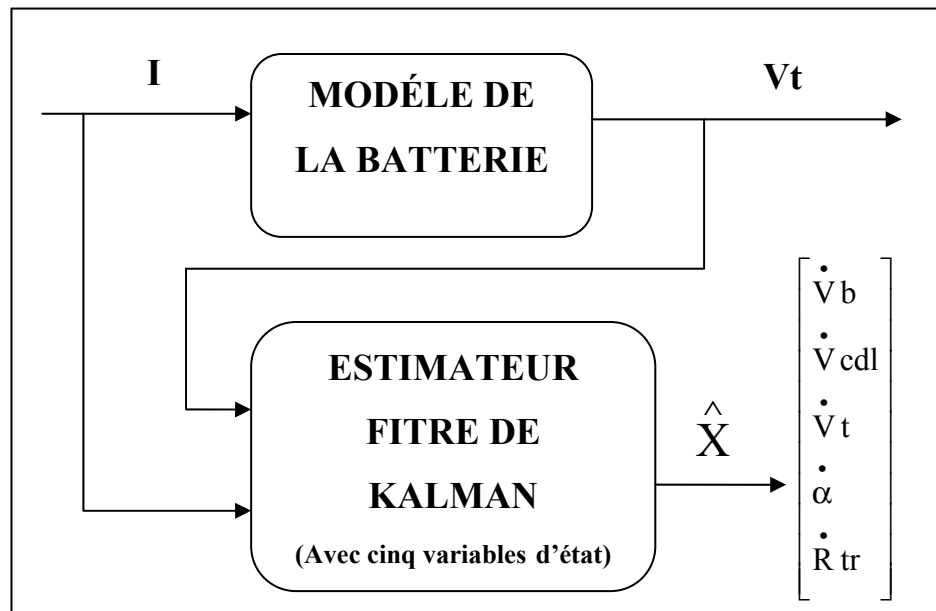 I
MODÉLE DE
LA BATTERIE
Vt
ESTIMATEUR
FITRE DE
KALMAN
(Avec cinq variables d'état)
X̂
V̇b
V̇cdl
V̇t
α̇
Ṙtr